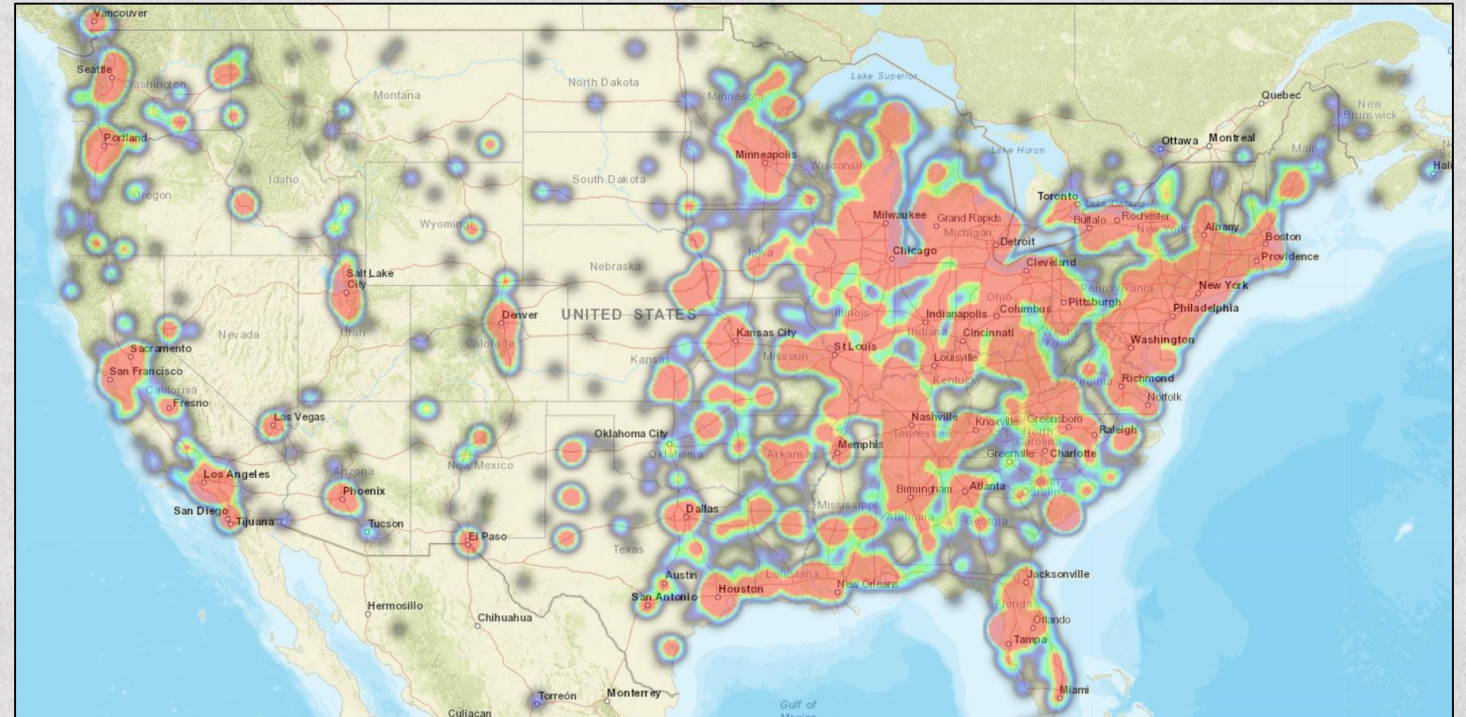 Vancouver
Seattle
Washington
Montana
North Dakota
Minnesota
Lake Superior
Quebec
New
Brunswick
Portland
Ottawa
Montreal
Maine
Minneapolis
Wisconsin
Lake Huron
Idaho
South Dakota
Oregon
Toronto
Lake Ontario
Milwaukee
Grand Rapids
Michigan
Buffalo
Rochester
New York
Albany
Wyoming
Boston
Detroit
Iowa
Chicago
Providence
Salt Lake
City
Nebraska
Cleveland
New York
Pennsylvania
Ohio
Pittsburgh
Philadelphia
Denver
UNITED STATES
Illinois
Indianapolis
Columbus
Nevada
Utah
Colorado
Kansas City
Indiana
Cincinnati
West
Virginia
Washington
Sacramento
St Louis
Missouri
Louisville
San Francisco
California
Kansas
Kentucky
Virginia
Richmond
Fresno
Norfolk
Las Vegas
Nashville
Knoxville
Greensboro
Oklahoma City
Tennessee
North
Carolina
Raleigh
Memphis
Oklahoma
Arkansas
Greenville
Charlotte
Los Angeles
Arizona
New Mexico
Phoenix
South
Carolina
Birmingham
Atlanta
San Diego
Tijuana
Tucson
Dallas
Mississippi
Alabama
Georgia
El Paso
Texas
Austin
Louisiana
New Orleans
Jacksonville
San Antonio
Houston
Hermosillo
Chihuahua
Florida
Orlando
Tampa
Torreón
Monterrey
Miami
Gulf of
Culiacan